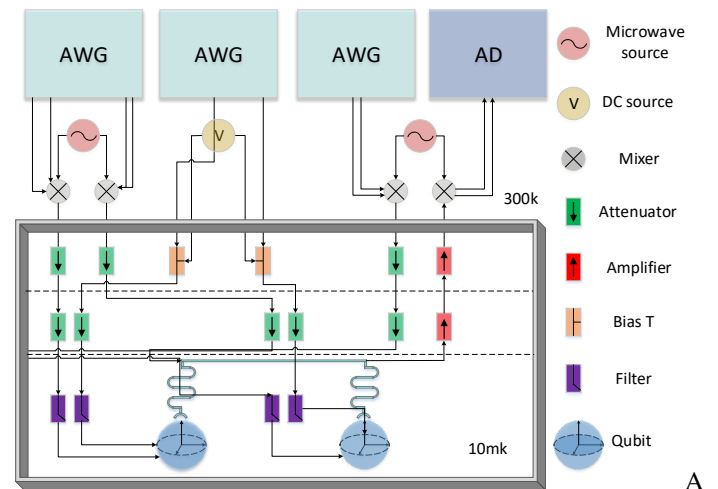 AWG
AWG
AWG
AD
Microwave
source
V
DC source
V
Mixer
300k
Attenuator
Amplifier
Bias T
Filter
10mk
Qubit
A